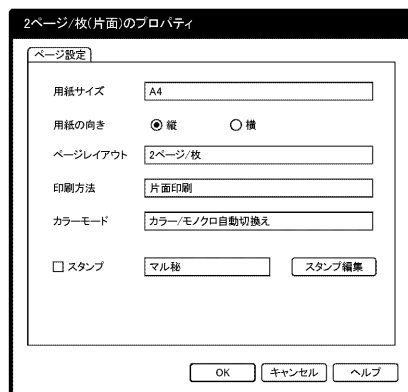 2ページ/枚(片面)のプロパティ
ページ設定
用紙サイズ A4
用紙の向き 縦 横
ページレイアウト 2ページ/枚
印刷方法 片面印刷
カラーモード カラー/モノクロ自動切換え
スタンプ マル秘 スタンプ編集
OK キャンセル ヘルプ